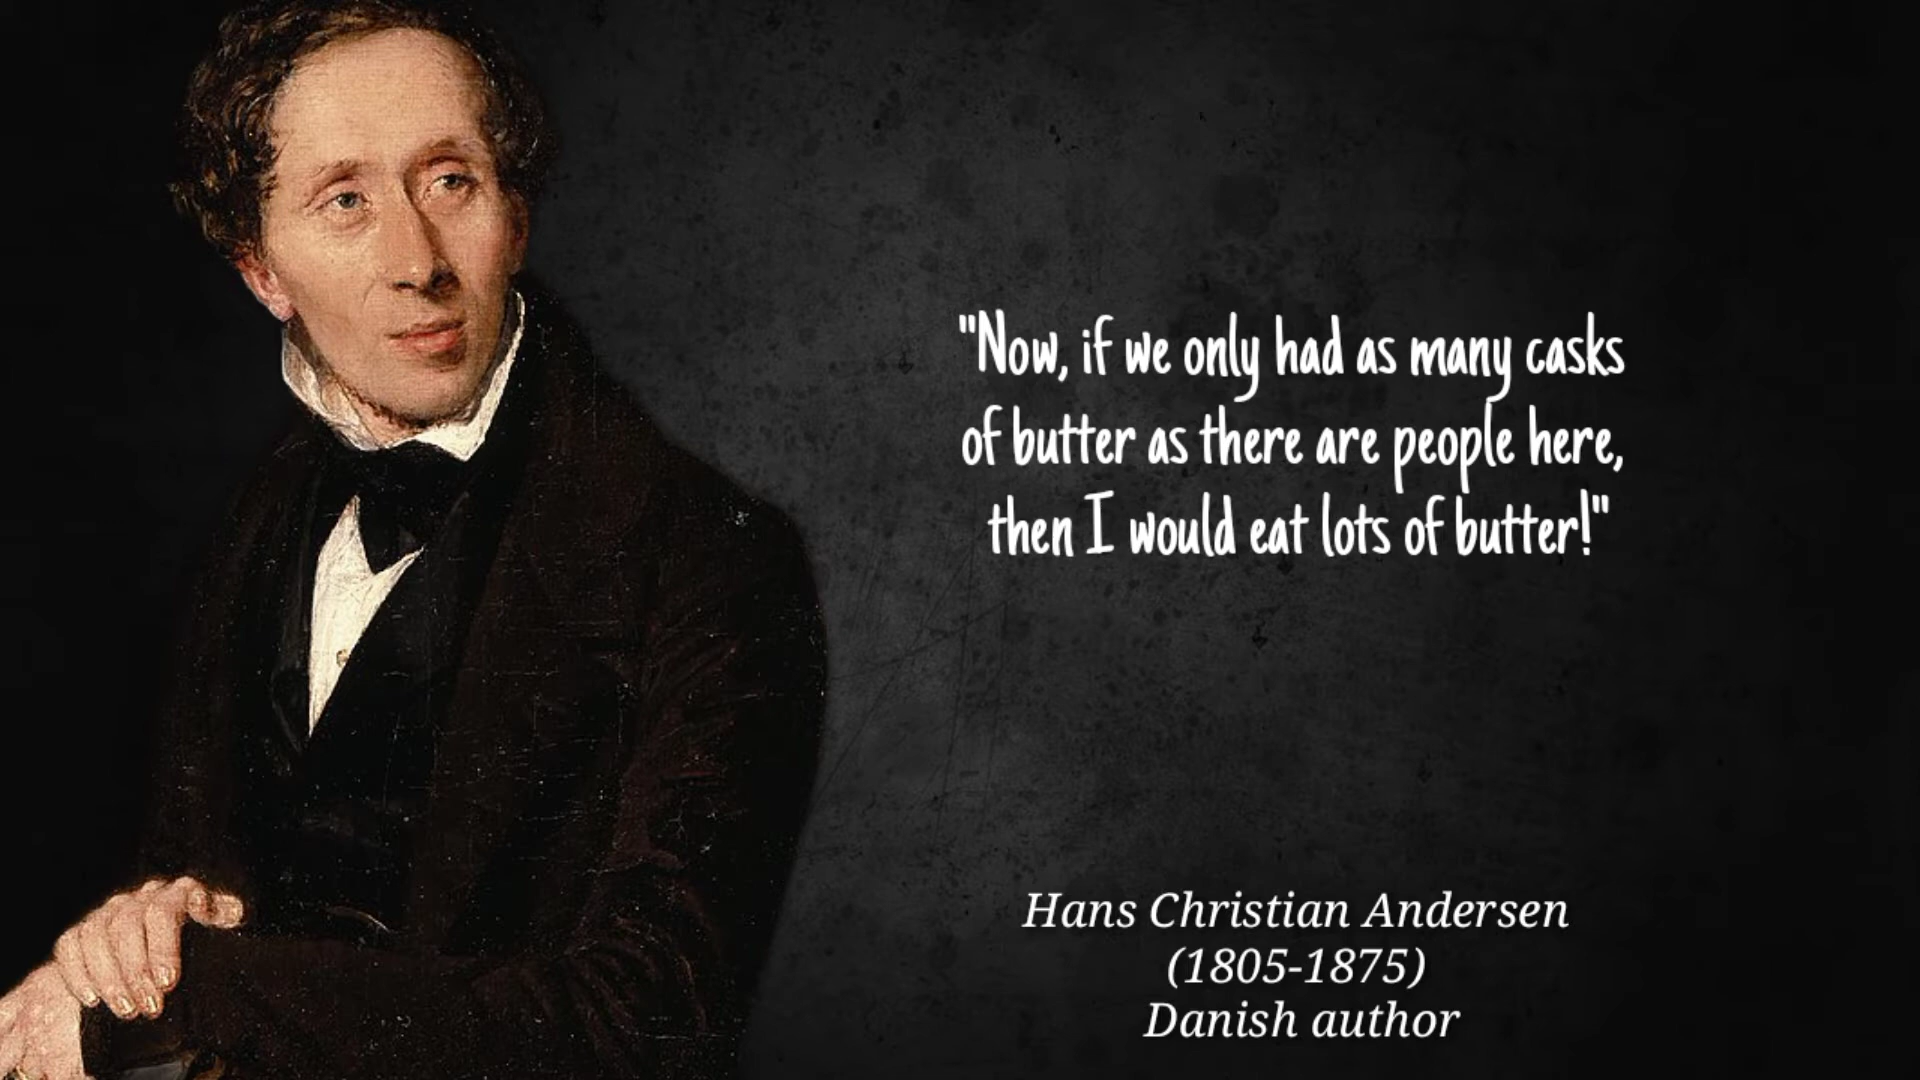 "Now, if we only had as many casks
of butter as there are people here,
then I would eat lots of butter!"
Hans Christian Andersen
(1805-1875)
Danish author